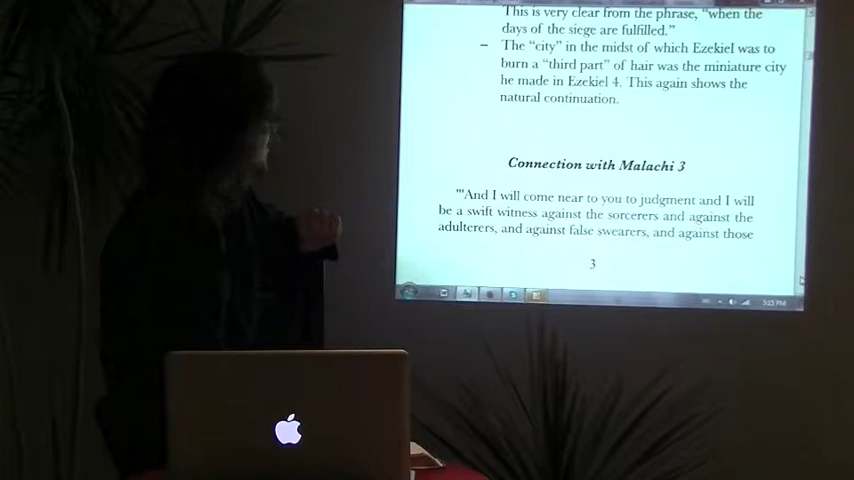 This is very clear from the phrase, "when the
days of the siege are fulfilled."
– The "city" in the midst of which Ezekiel was to
burn a "third part" of hair was the miniature city
he made in Ezekiel 4. This again shows the
natural continuation.
Connection with Malachi 3
"'And I will come near to you to judgment and I will
be a swift witness against the sorcerers and against the
adulterers, and against false swearers, and against those
3